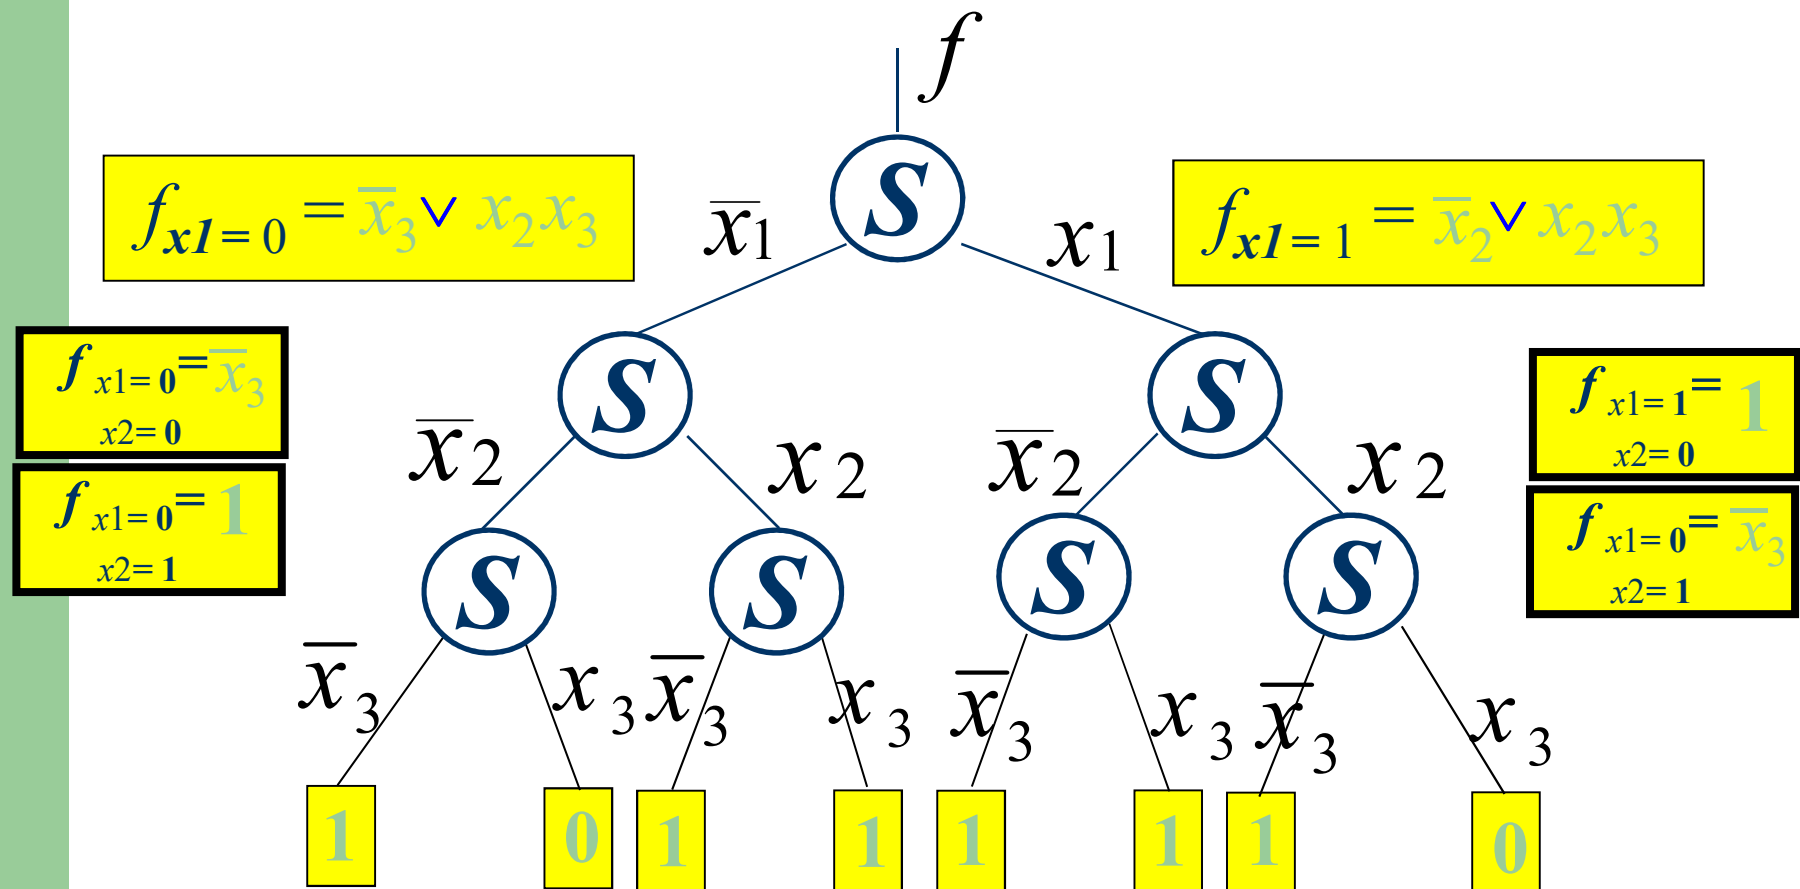 f
S
f x1 = 0 = x̅3 ∨ x2x3
x̅1
x1
f x1 = 1 = x̅2 ∨ x2x3
S
S
f x1= 0 = x̅3
x2= 0
f x1= 0 = 1
x2= 1
f x1= 1 = 1
x2= 0
f x1= 0 = x̅3
x2= 1
x̅2
x2
x̅2
x2
S
S
S
S
x̅3
x3
x̅3
x3
x̅3
x3
x̅3
x3
1
0
1
1
1
1
1
0